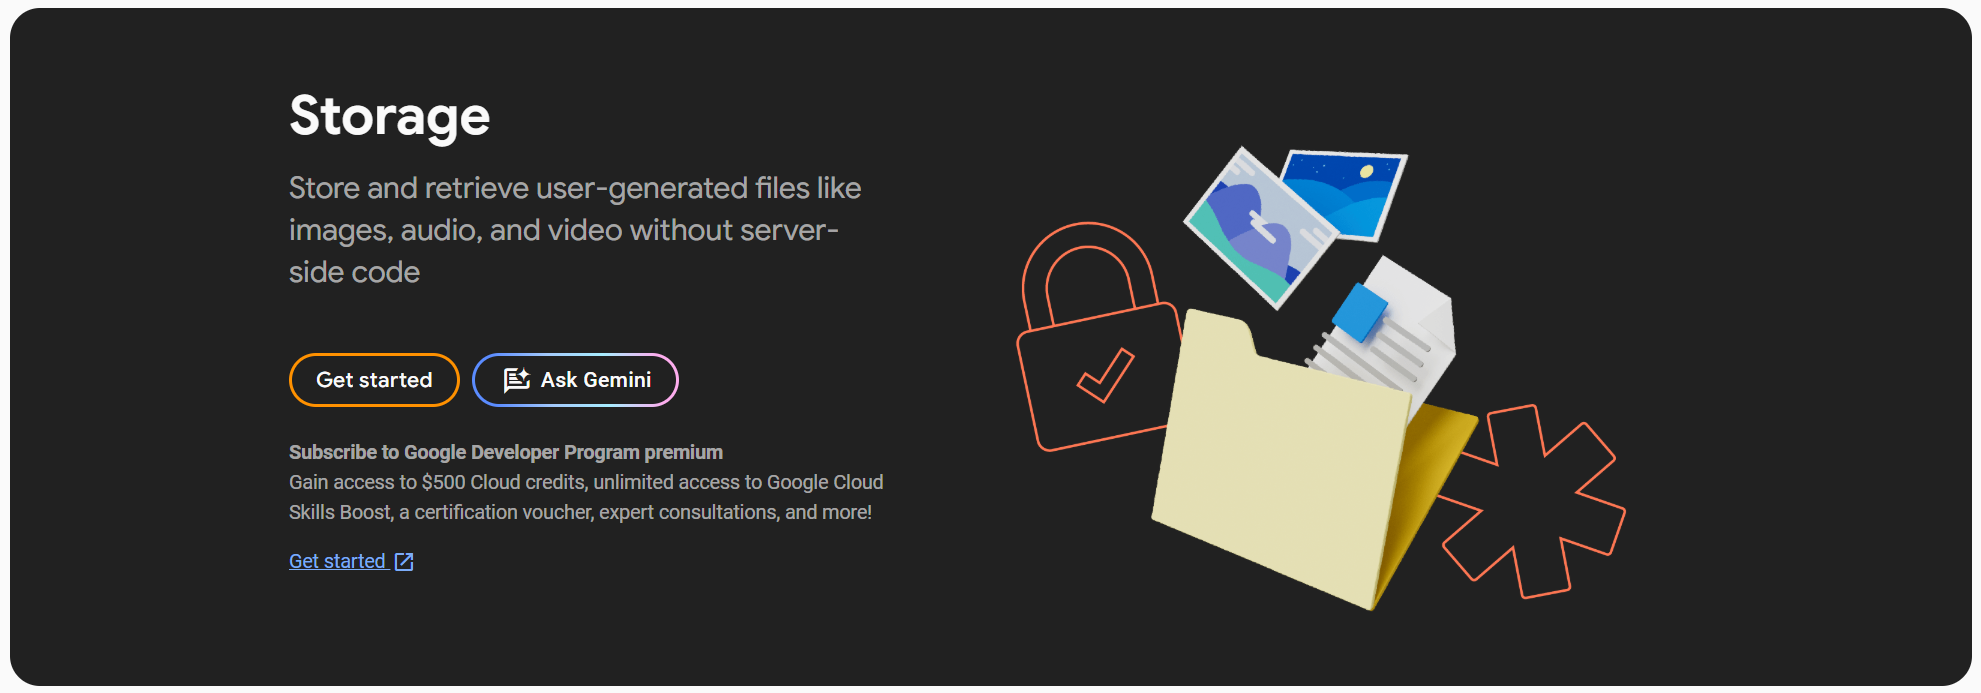 Storage
Store and retrieve user-generated files like
images, audio, and video without server-
side code
Get started
Ask Gemini
Subscribe to Google Developer Program premium
Gain access to $500 Cloud credits, unlimited access to Google Cloud
Skills Boost, a certification voucher, expert consultations, and more!
Get started